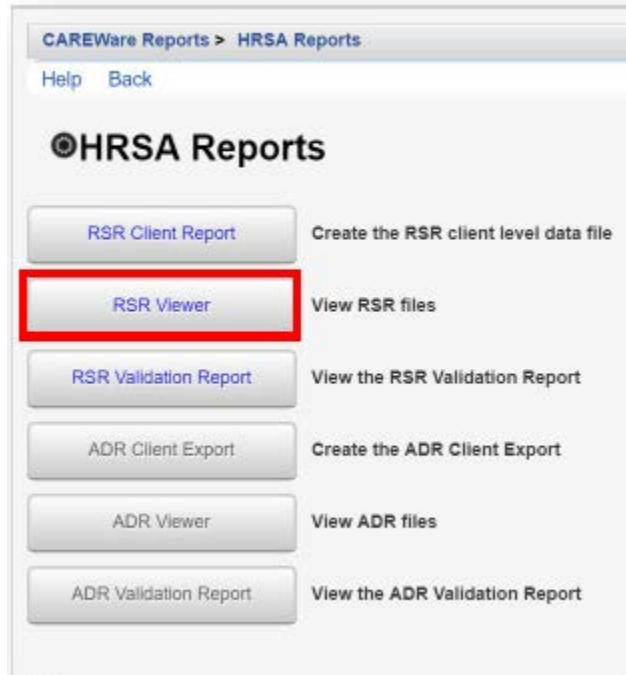 CAREWare Reports > HRSA Reports
Help Back
HRSA Reports
RSR Client Report Create the RSR client level data file
RSR Viewer View RSR files
RSR Validation Report View the RSR Validation Report
ADR Client Export Create the ADR Client Export
ADR Viewer View ADR files
ADR Validation Report View the ADR Validation Report